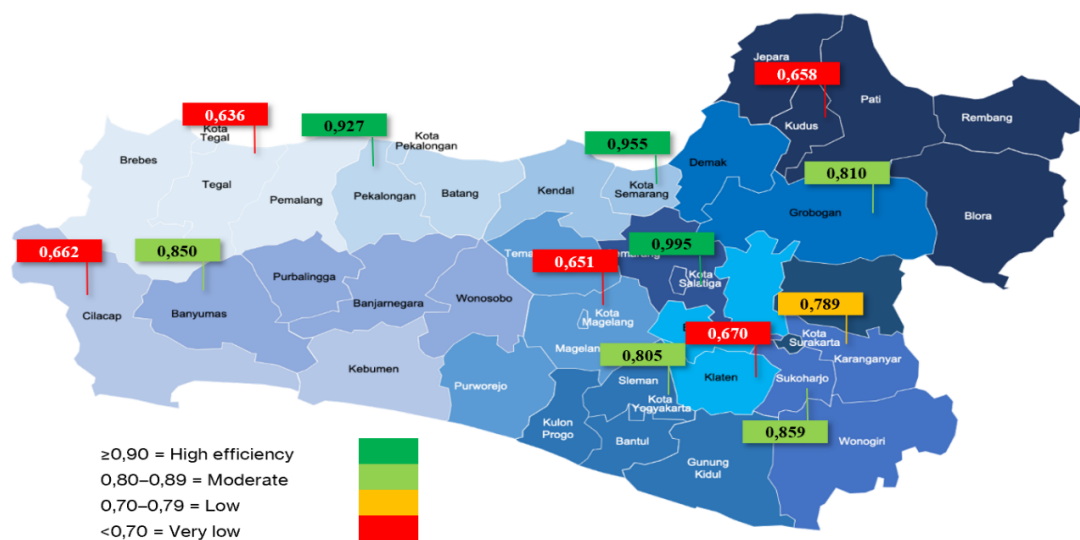 Jepara
0,658
Pati
Kudus
Rembang
0,636
Kota
Tegal
0,927
Kota
Pekalongan
0,955
Demak
Brebes
Tegal
Pemalang
Pekalongan
Batang
Kendal
Kota
Semarang
0,810
Grobogan
Blora
0,662
0,850
Purbalingga
Cilacap
Banyumas
Banjarnegara
Wonosobo
0,651
0,995
Kota
Salatiga
Kota
Magelang
Kebumen
Purworejo
0,670
0,789
Kota
Surakarta
Karanganyar
0,805
Sleman
Kota
Yogyakarta
Klaten
Sukoharjo
Kulon
Progo
Bantul
Gunung
Kidul
0,859
Wonogiri
≥0,90 = High efficiency
0,80–0,89 = Moderate
0,70–0,79 = Low
<0,70 = Very low